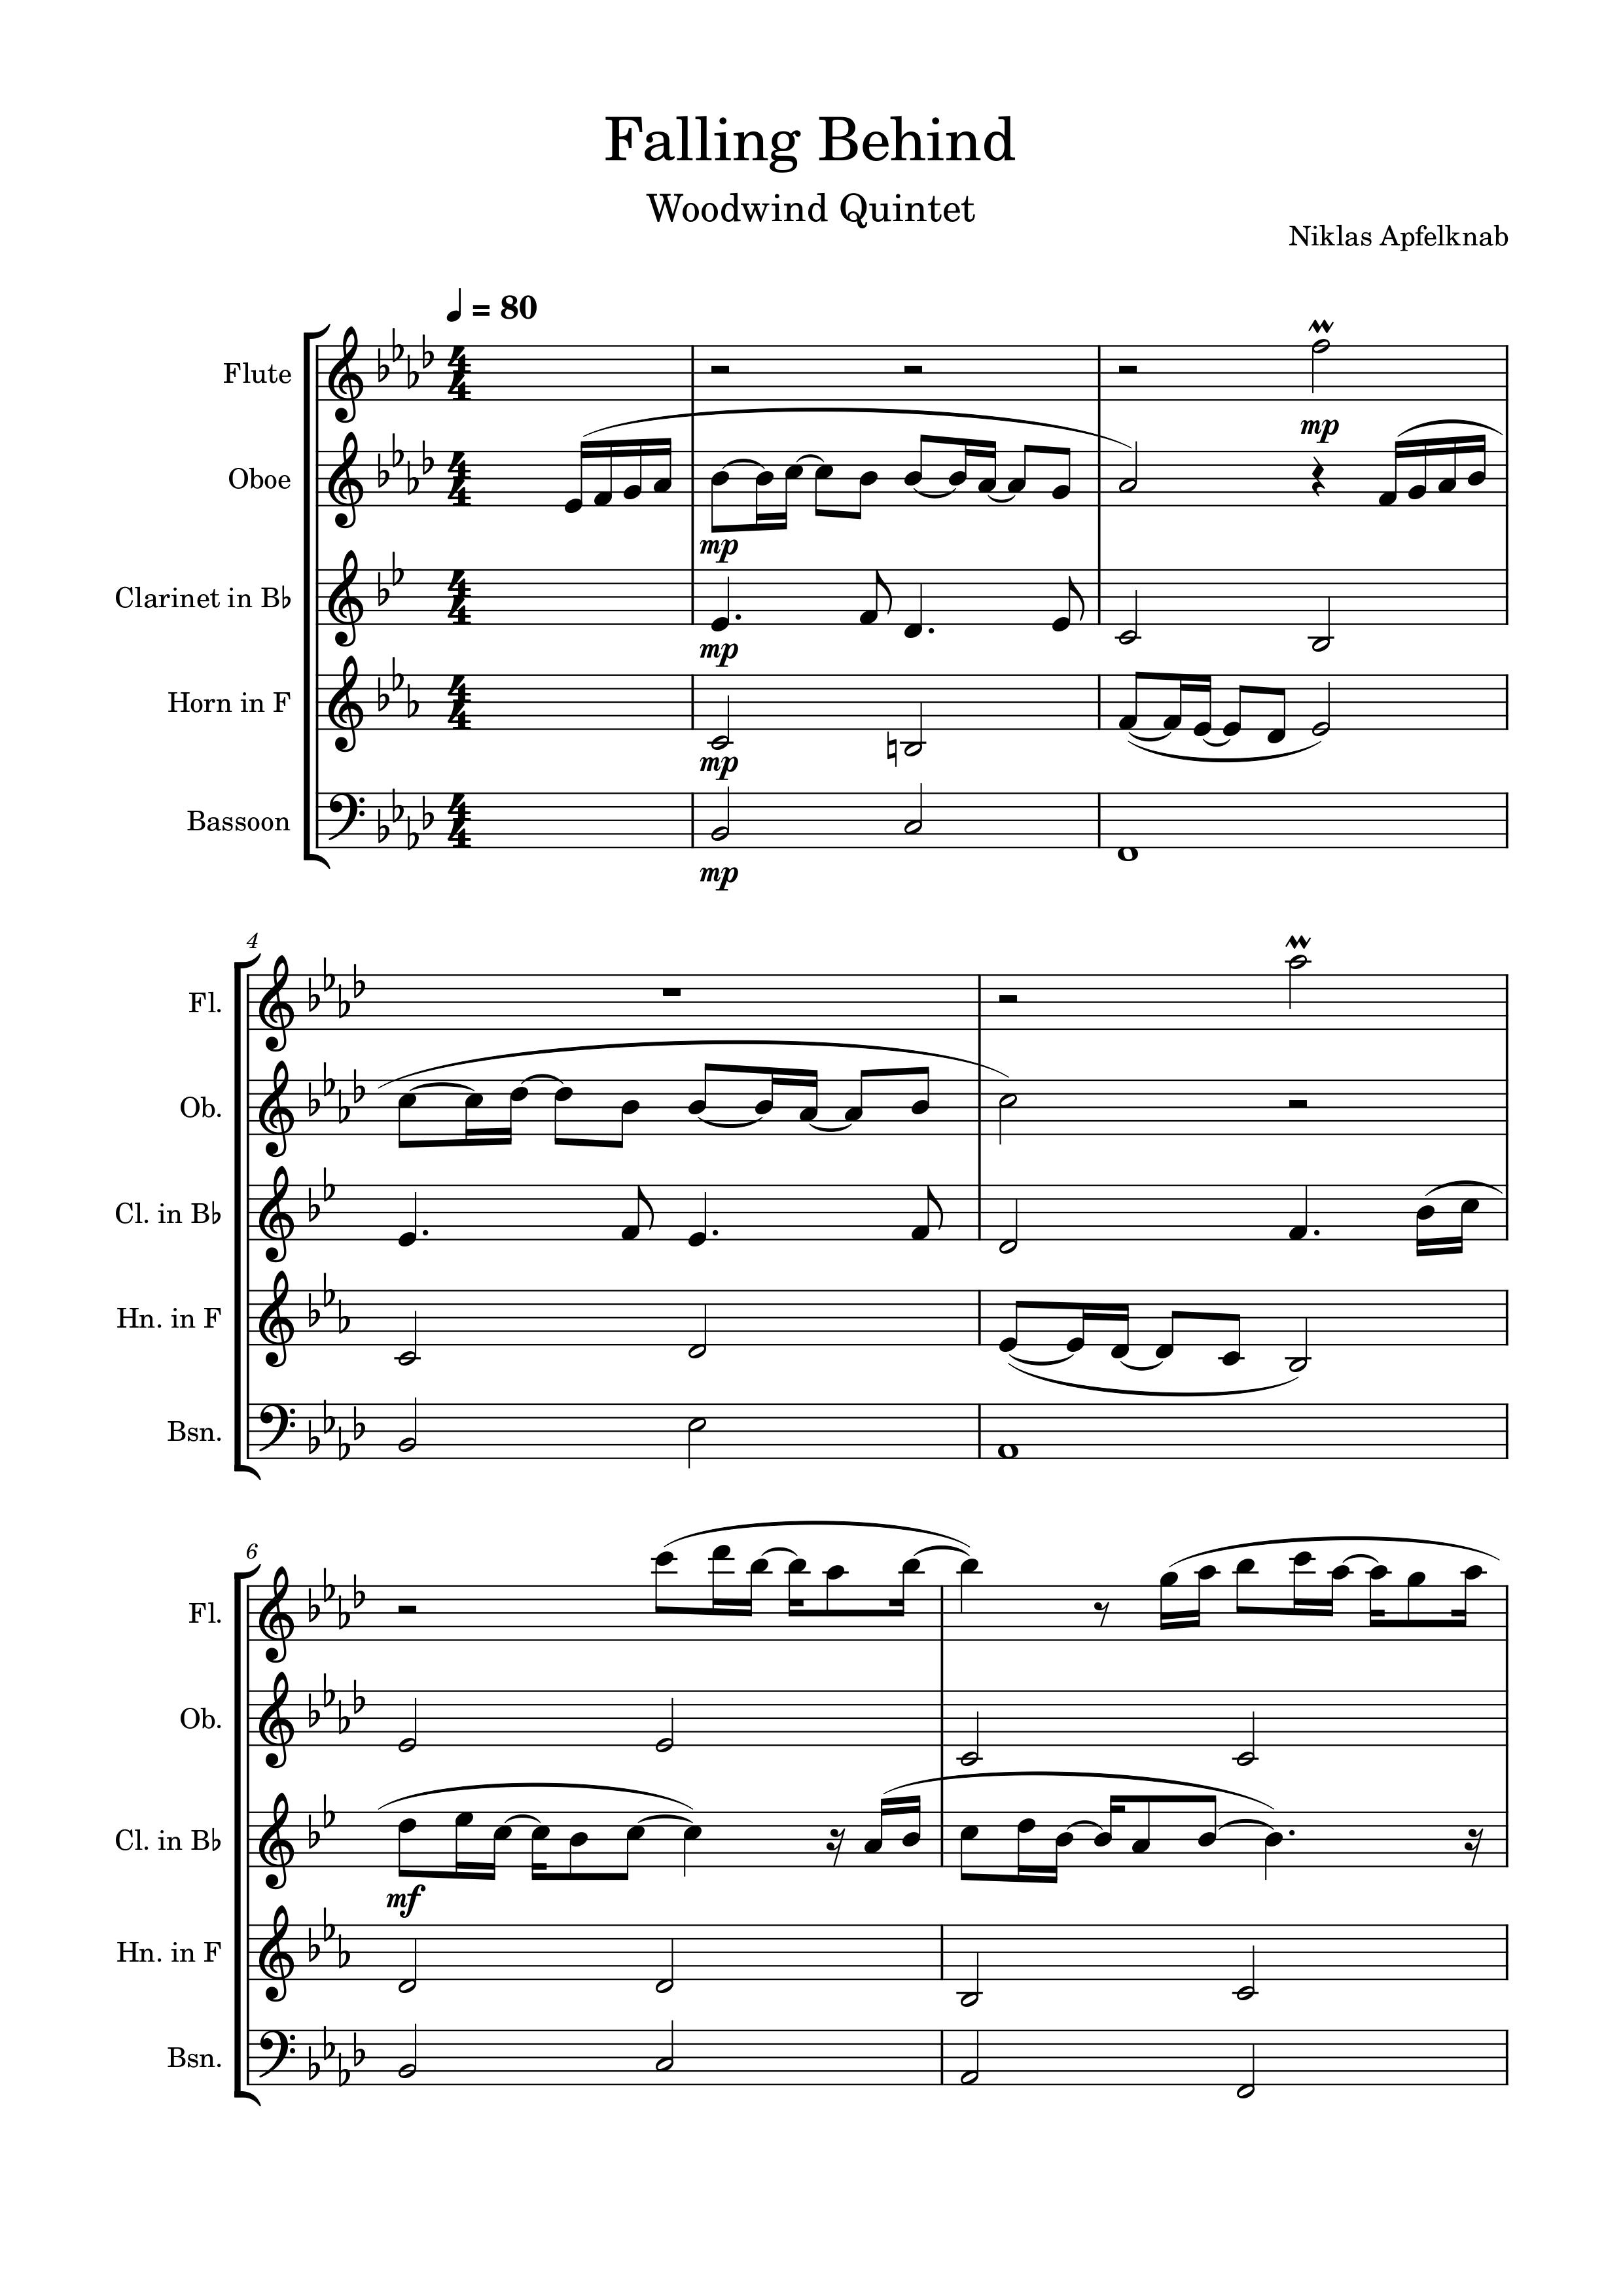 Falling Behind
Woodwind Quintet
Niklas Apfelknab
♩ = 80
Flute
mp
Oboe
mp
Clarinet in B♭
mp
Horn in F
mp
Bassoon
mp
4
Fl.
Ob.
Cl. in B♭
Hn. in F
Bsn.
6
Fl.
Ob.
Cl. in B♭
mf
Hn. in F
Bsn.